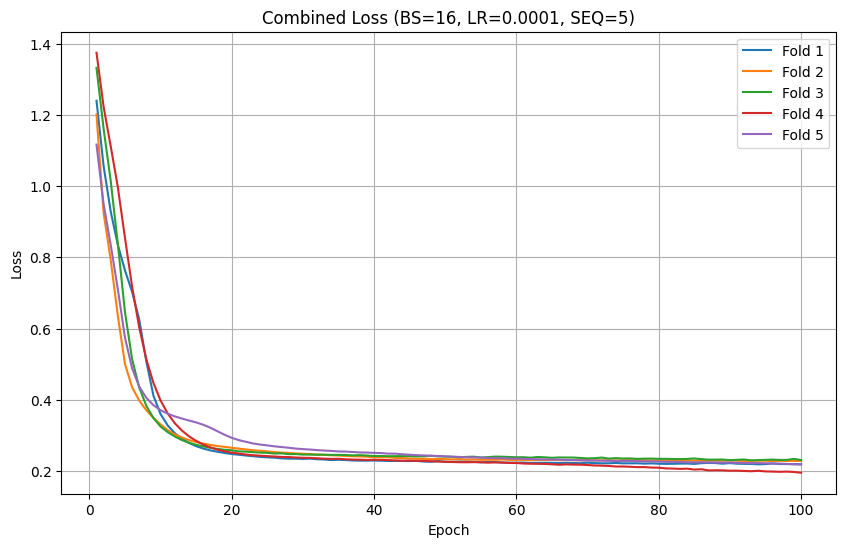 Combined Loss (BS=16, LR=0.0001, SEQ=5)
1.4
1.2
1.0
0.8
0.6
0.4
0.2
Loss
0 20 40 60 80 100
Epoch
Fold 1
Fold 2
Fold 3
Fold 4
Fold 5